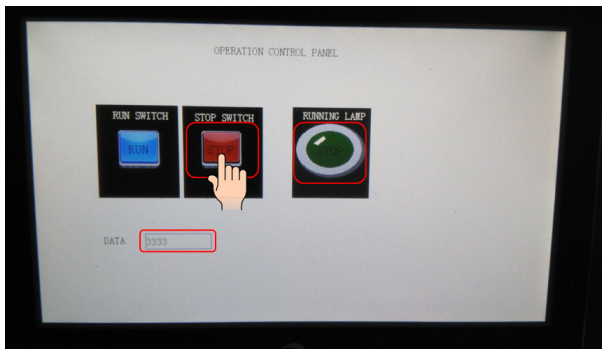 OPERATION CONTROL PANEL
RUN SWITCH
STOP SWITCH
RUNNING LAMP
RUN
STOP
STOP
DATA 3333